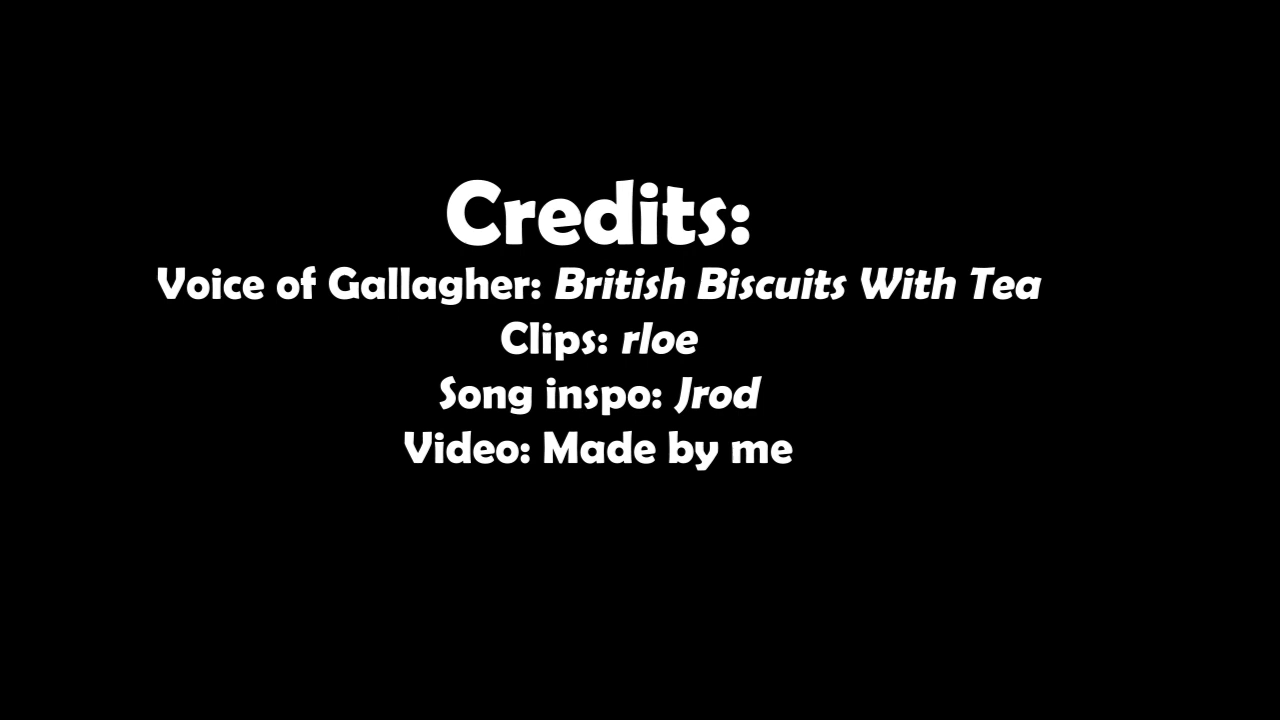 Credits:
Voice of Gallagher: British Biscuits With Tea
Clips: rloe
Song inspo: Jrod
Video: Made by me